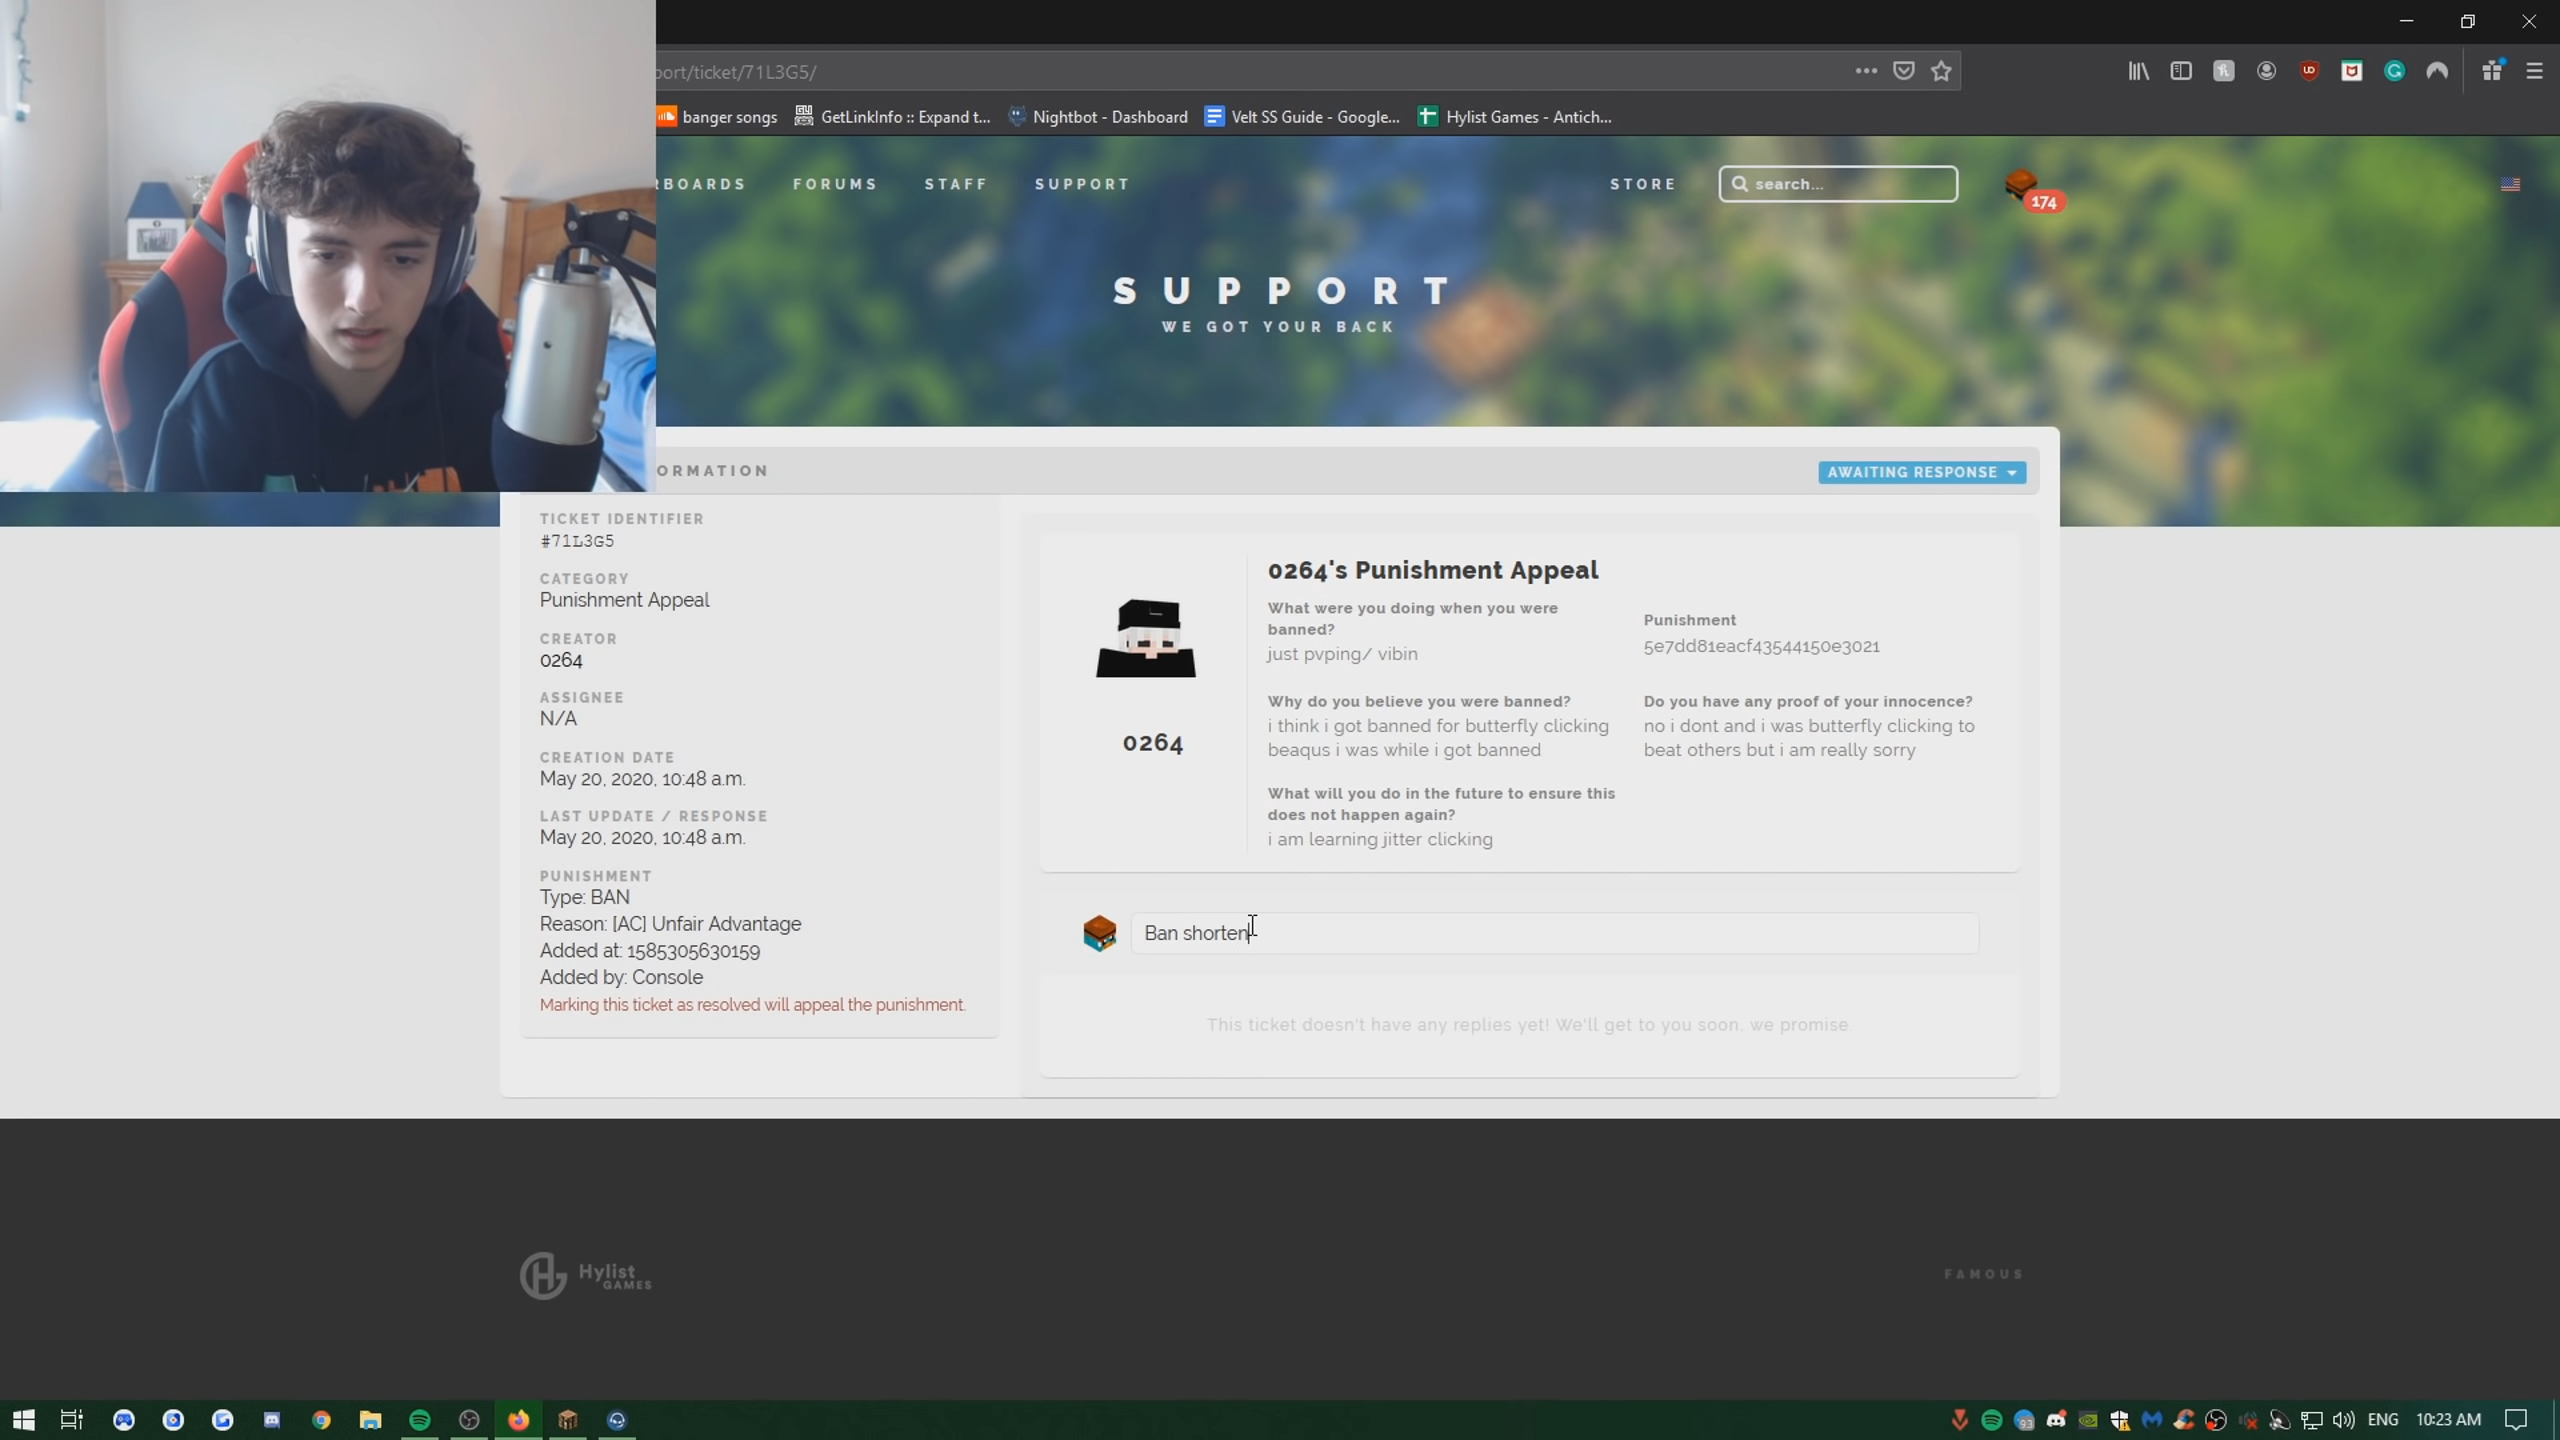 port/ticket/71L3G5/
banger songs
GetLinkInfo :: Expand t...
Nightbot - Dashboard
Velt SS Guide - Google...
Hylist Games - Antich...
RBOARDS
FORUMS
STAFF
SUPPORT
STORE
search...
174
SUPPORT
WE GOT YOUR BACK
ORMATION
AWAITING RESPONSE
TICKET IDENTIFIER
#71L3G5
CATEGORY
Punishment Appeal
CREATOR
0264
ASSIGNEE
N/A
CREATION DATE
May 20, 2020, 10:48 a.m.
LAST UPDATE / RESPONSE
May 20, 2020, 10:48 a.m.
PUNISHMENT
Type: BAN
Reason: [AC] Unfair Advantage
Added at: 1585305630159
Added by: Console
Marking this ticket as resolved will appeal the punishment.
0264
0264's Punishment Appeal
What were you doing when you were
banned?
just pvping/ vibin
Punishment
5e7dd81eacf43544150e3021
Why do you believe you were banned?
i think i got banned for butterfly clicking
beaqus i was while i got banned
Do you have any proof of your innocence?
no i dont and i was butterfly clicking to
beat others but i am really sorry
What will you do in the future to ensure this
does not happen again?
i am learning jitter clicking
Ban shorten
This ticket doesn't have any replies yet! We'll get to you soon, we promise.
Hylist
GAMES
FAMOUS
93
ENG
10:23 AM